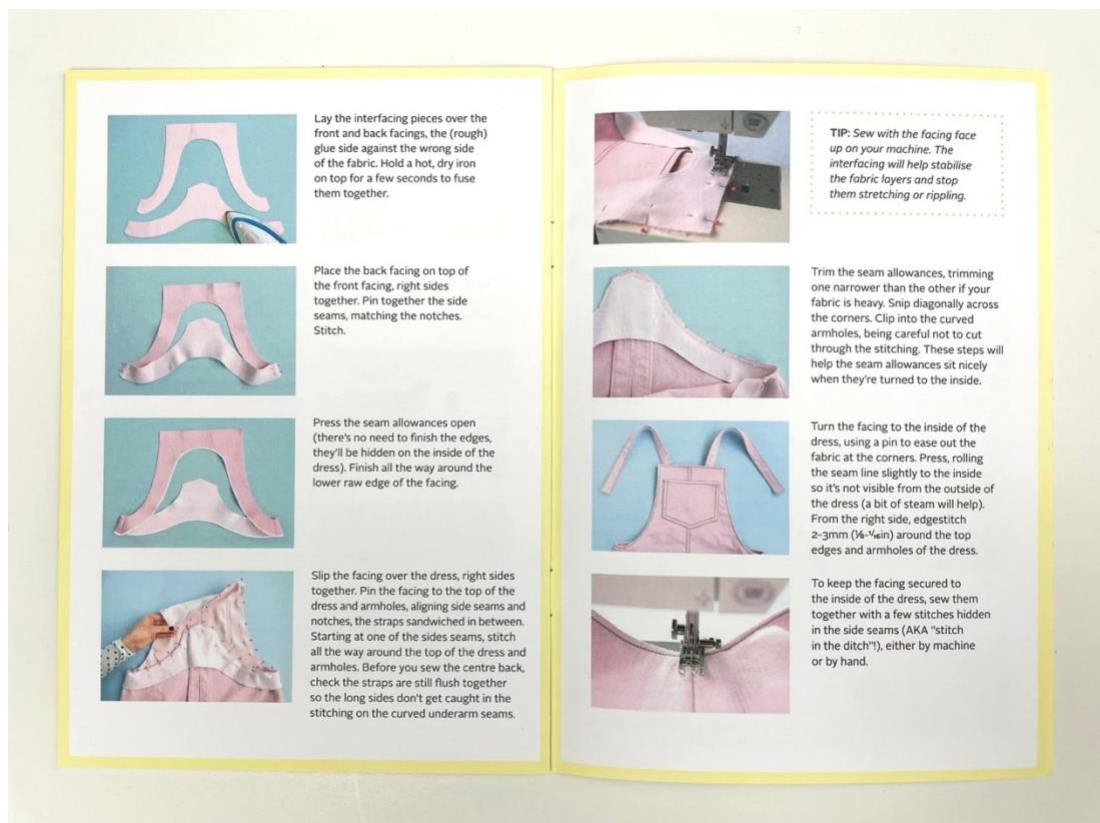 Lay the interfacing pieces over the
front and back facings, the (rough)
glue side against the wrong side
of the fabric. Hold a hot, dry iron
on top for a few seconds to fuse
them together.
Place the back facing on top of
the front facing, right sides
together. Pin together the side
seams, matching the notches.
Stitch.
Press the seam allowances open
(there's no need to finish the edges,
they'll be hidden on the inside of the
dress). Finish all the way around the
lower raw edge of the facing.
Slip the facing over the dress, right sides
together. Pin the facing to the top of the
dress and armholes, aligning side seams and
notches, the straps sandwiched in between.
Starting at one of the sides seams, stitch
all the way around the top of the dress and
armholes. Before you sew the centre back,
check the straps are still flush together
so the long sides don't get caught in the
stitching on the curved underarm seams.
TIP: Sew with the facing face
up on your machine. The
interfacing will help stabilise
the fabric layers and stop
them stretching or rippling.
Trim the seam allowances, trimming
one narrower than the other if your
fabric is heavy. Snip diagonally across
the corners. Clip into the curved
armholes, being careful not to cut
through the stitching. These steps will
help the seam allowances sit nicely
when they're turned to the inside.
Turn the facing to the inside of the
dress, using a pin to ease out the
fabric at the corners. Press, rolling
the seam line slightly to the inside
so it's not visible from the outside of
the dress (a bit of steam will help).
From the right side, edgestitch
2-3mm (⅛-¹⁄₁₆in) around the top
edges and armholes of the dress.
To keep the facing secured to
the inside of the dress, sew them
together with a few stitches hidden
in the side seams (AKA "stitch
in the ditch"!), either by machine
or by hand.